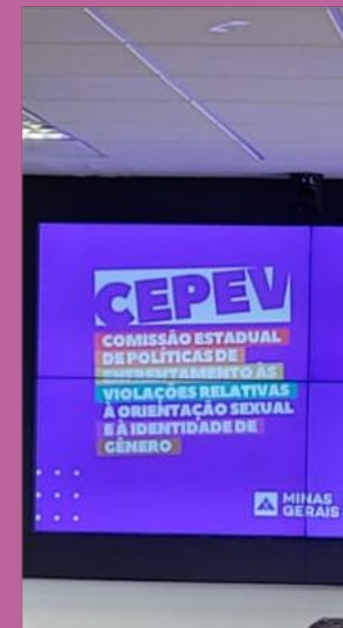 CEPEV
COMISSÃO ESTADUAL
DE POLÍTICAS DE
ENFRENTAMENTO ÀS
VIOLAÇÕES RELATIVAS
À ORIENTAÇÃO SEXUAL
E À IDENTIDADE DE
GÊNERO
MINAS
GERAIS